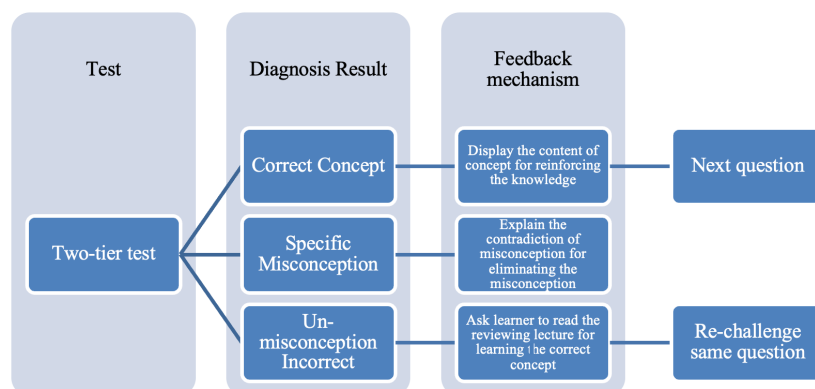 Test
Diagnosis Result
Feedback
mechanism
Correct Concept
Display the content of
concept for reinforcing
the knowledge
Next question
Two-tier test
Specific
Misconception
Explain the
contradiction of
misconception for
eliminating the
misconception
Un-
misconception
Incorrect
Ask learner to read the
reviewing lecture for
learning the correct
concept
Re-challenge
same question